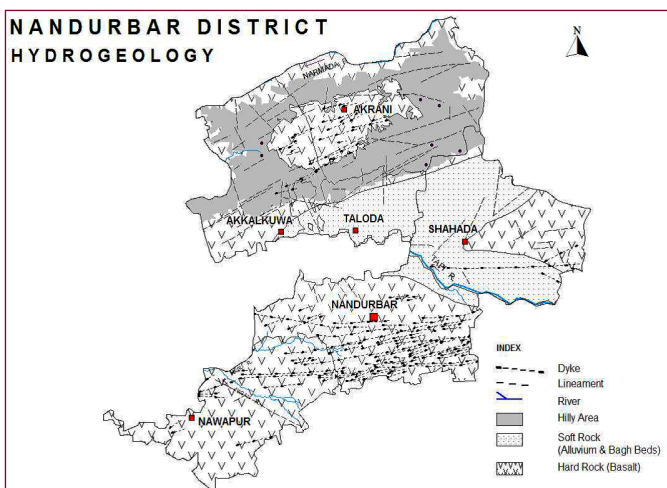 NANDURBAR DISTRICT
HYDROGEOLOGY
N
NARMADA R.
AKRANI
AKKALKUWA
TALODA
SHAHADA
TAPI R.
NANDURBAR
NAWAPUR
INDEX
Dyke
Lineament
River
Hilly Area
Soft Rock
(Alluvium & Bagh Beds)
Hard Rock (Basalt)